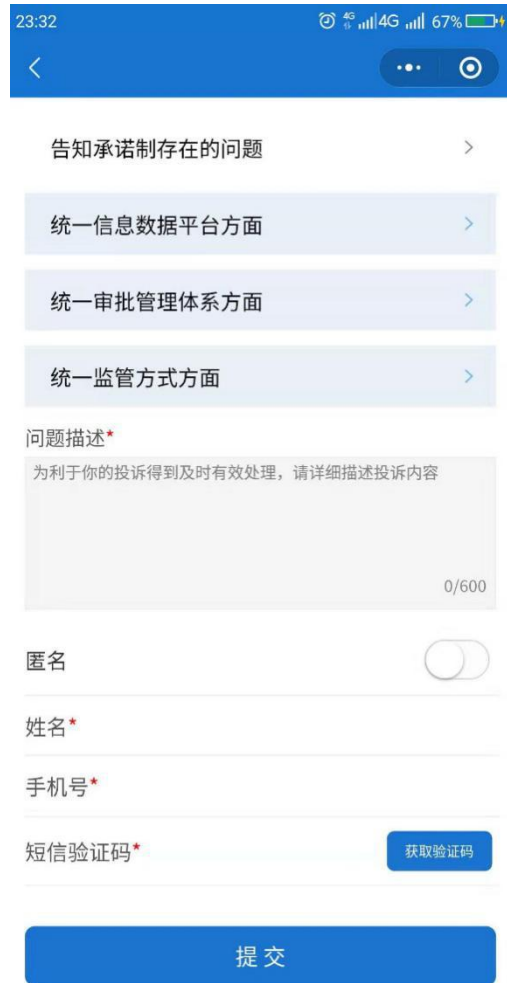 23:32 4G 4G 67%
告知承诺制存在的问题
统一信息数据平台方面
统一审批管理体系方面
统一监管方式方面
问题描述*
为利于你的投诉得到及时有效处理，请详细描述投诉内容
0/600
匿名
姓名*
手机号*
短信验证码* 获取验证码
提交